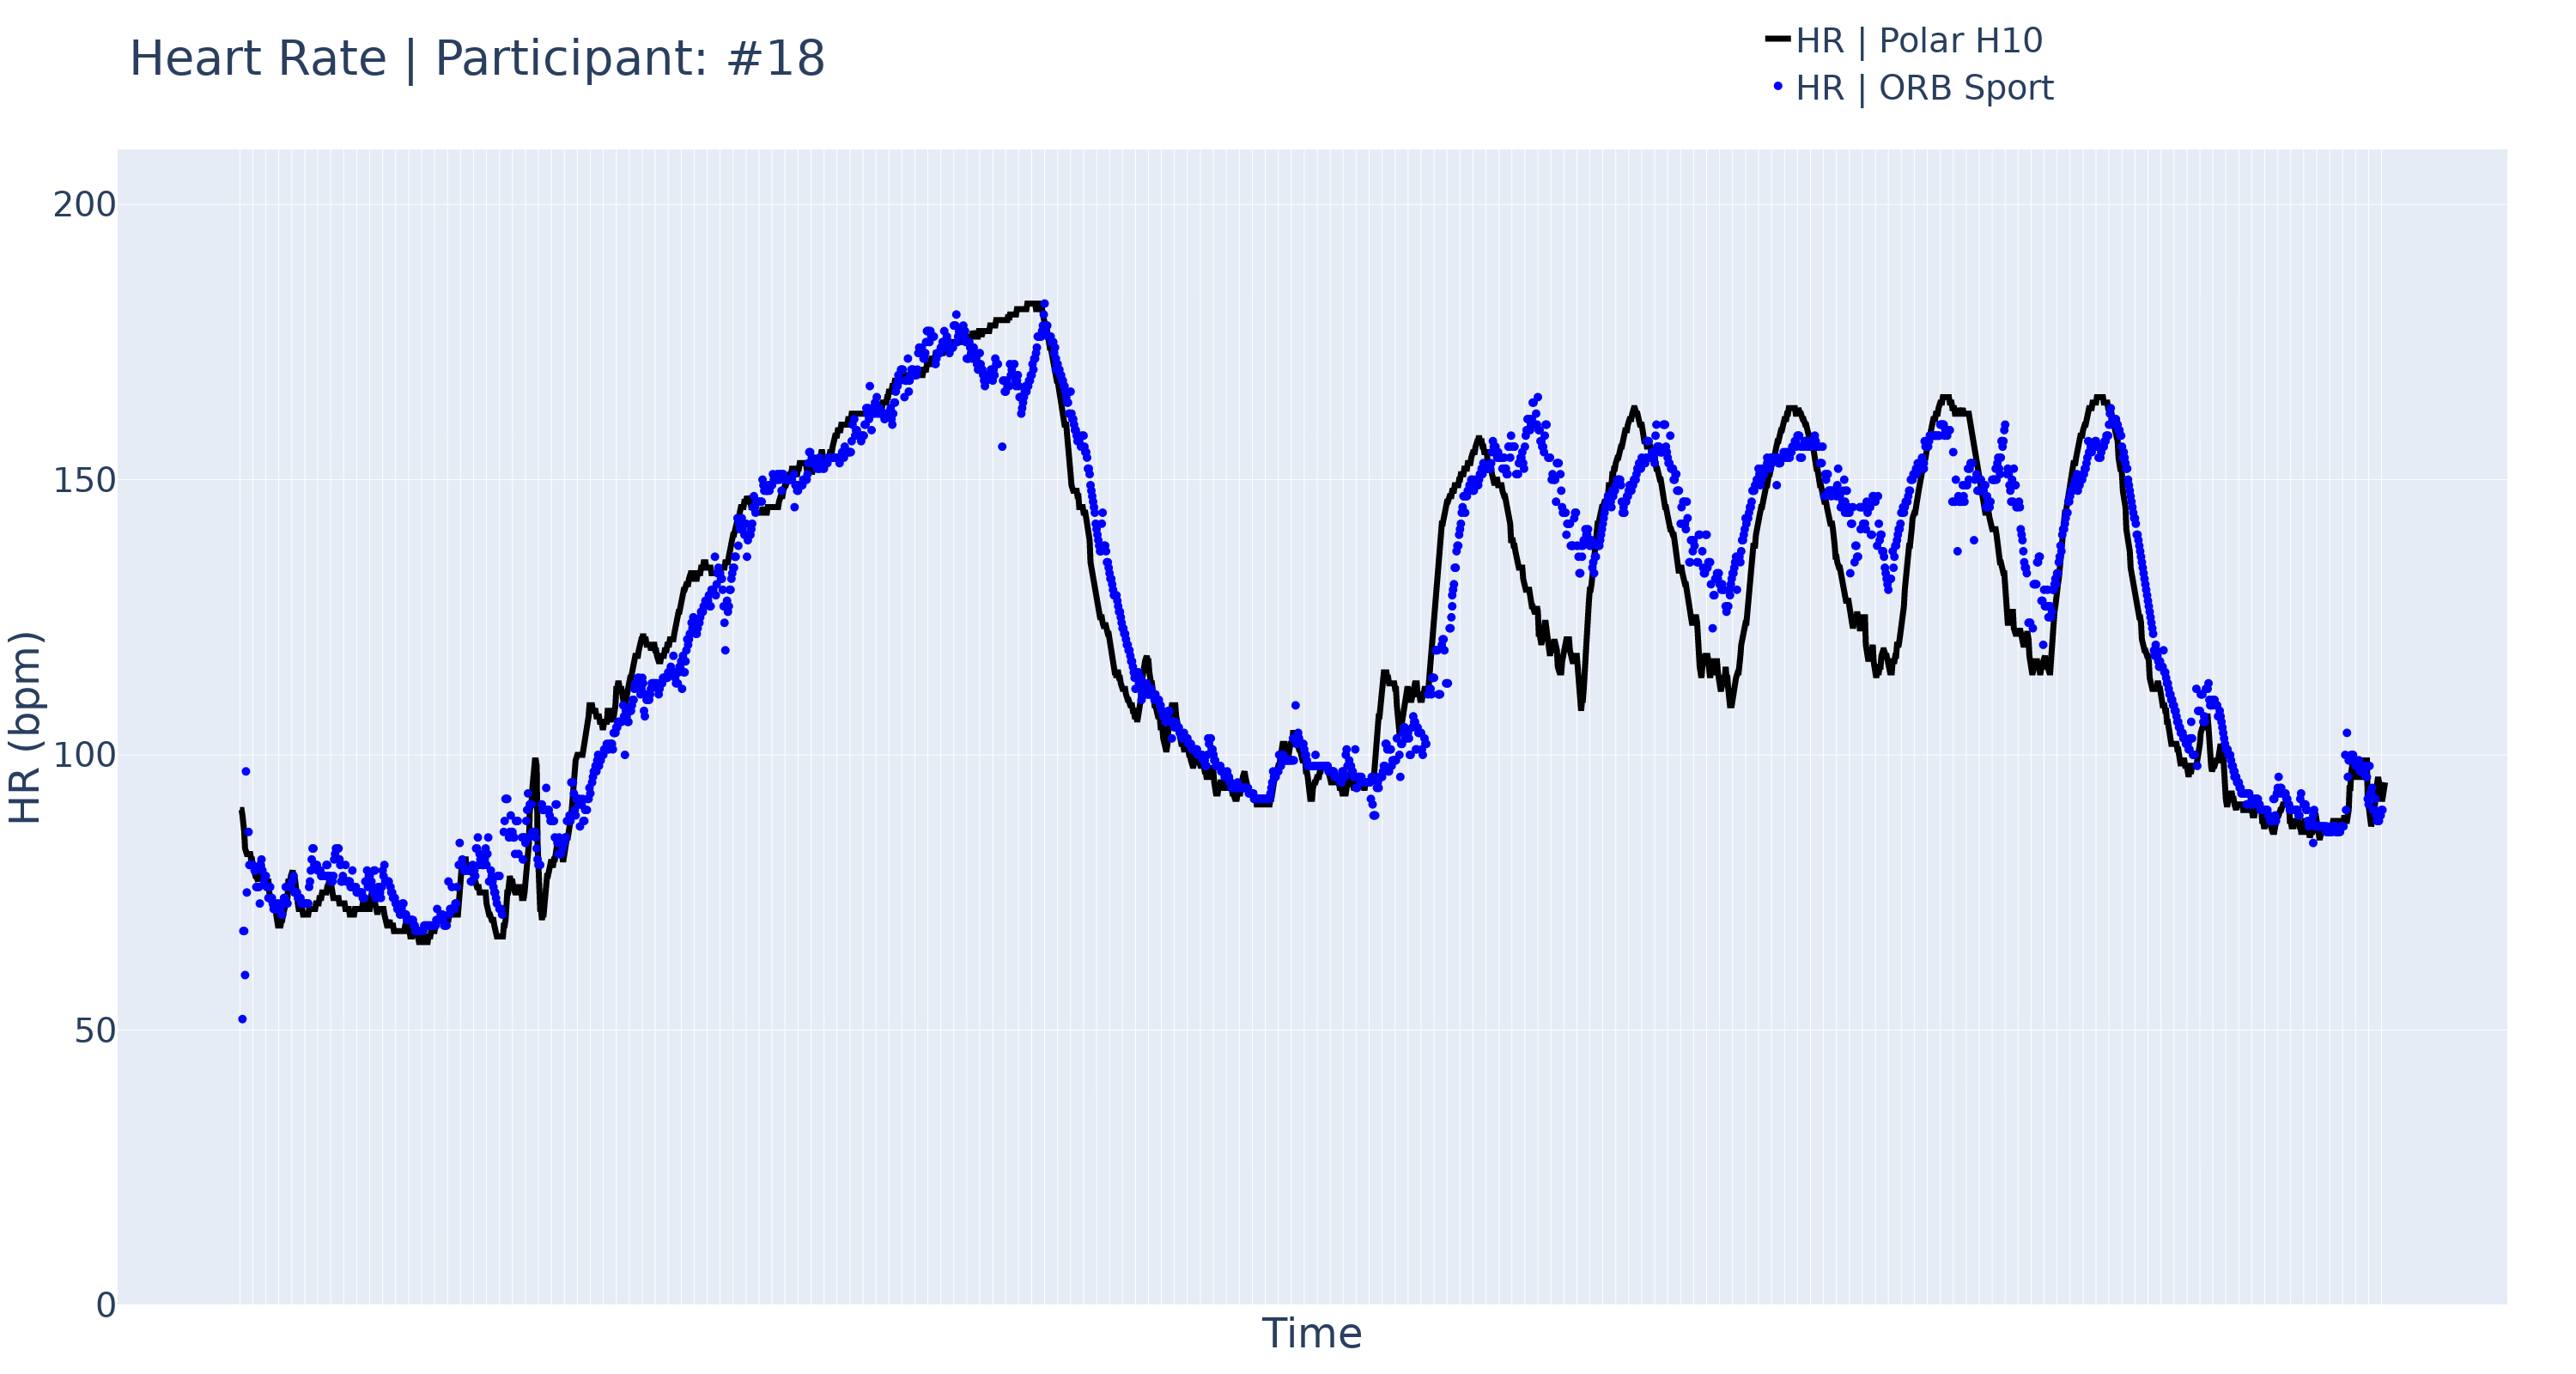 Heart Rate | Participant: #18
HR | Polar H10
HR | ORB Sport
200
150
100
50
0
HR (bpm)
Time